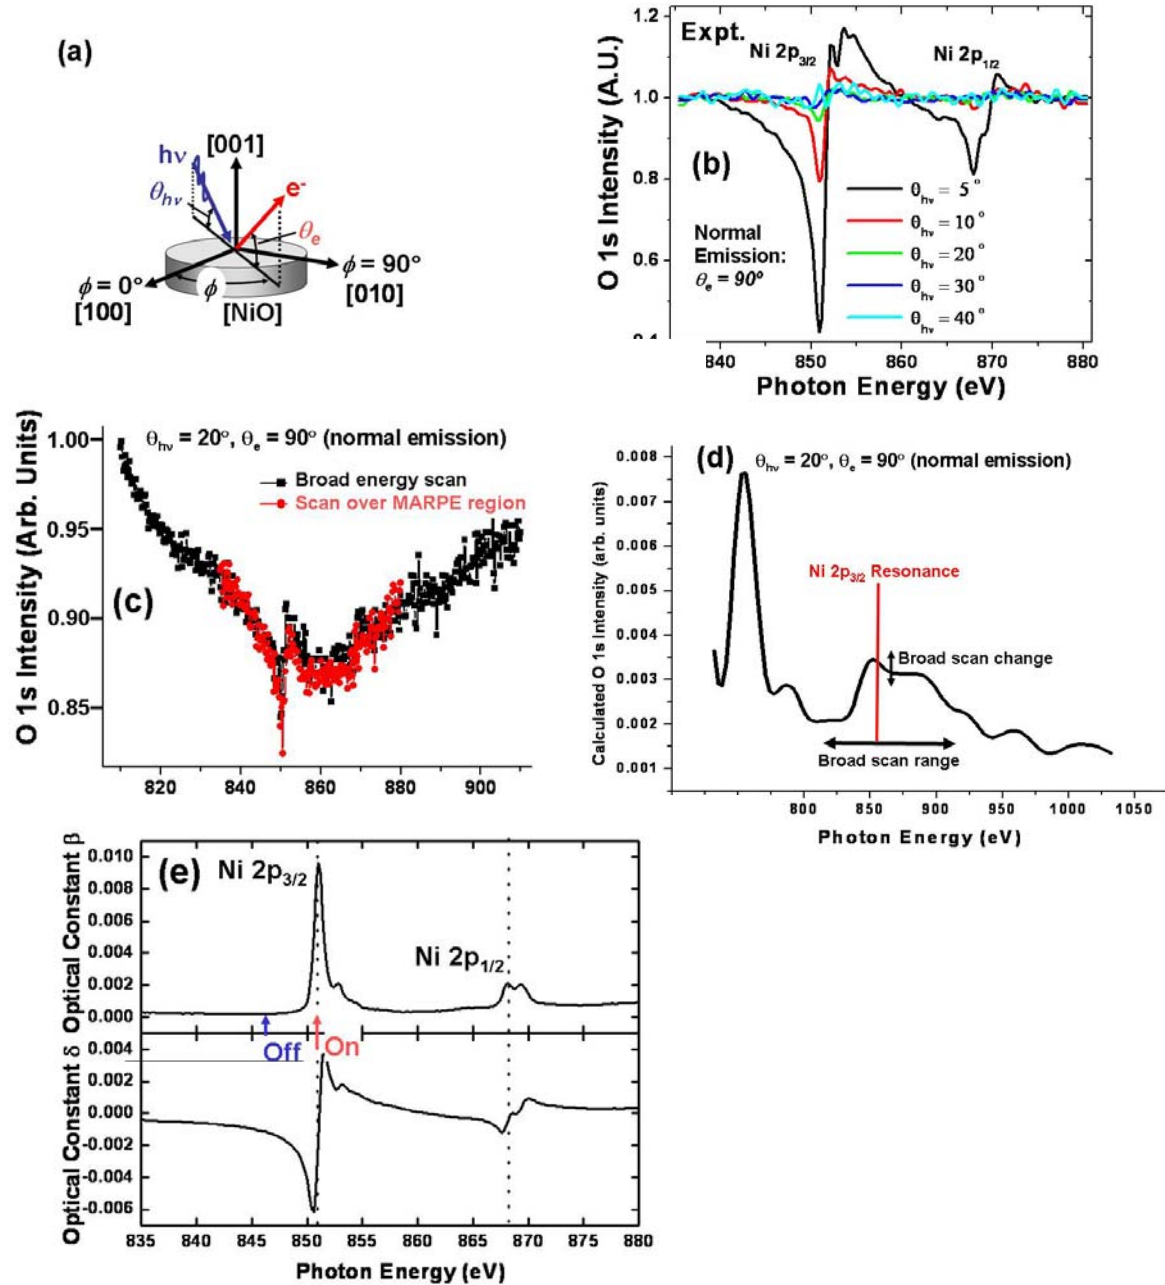 (a)
[001]
hν
e-
θhν
θe
ϕ = 0°
[100]
ϕ
[NiO]
ϕ = 90°
[010]
O 1s Intensity (A.U.)
1.2
1.0
0.8
0.6
Expt.
Ni 2p3/2
Ni 2p1/2
(b)
Normal
Emission:
θe = 90º
θhν = 5°
θhν = 10°
θhν = 20°
θhν = 30°
θhν = 40°
840 850 860 870 880
Photon Energy (eV)
O 1s Intensity (Arb. Units)
1.00
0.95
0.90
0.85
θhν = 20°, θe = 90° (normal emission)
Broad energy scan
Scan over MARPE region
(c)
820 840 860 880 900
Calculated O 1s Intensity (arb. units)
0.008
0.007
0.006
0.005
0.004
0.003
0.002
0.001
(d)
θhν = 20°, θe = 90° (normal emission)
Ni 2p3/2 Resonance
Broad scan change
Broad scan range
800 850 900 950 1000 1050
Photon Energy (eV)
Optical Constant β
0.010
0.008
0.006
0.004
0.002
0.000
(e)
Ni 2p3/2
Ni 2p1/2
Off
On
Optical Constant δ
0.004
0.002
0.000
-0.002
-0.004
-0.006
835 840 845 850 855 860 865 870 875 880
Photon Energy (eV)